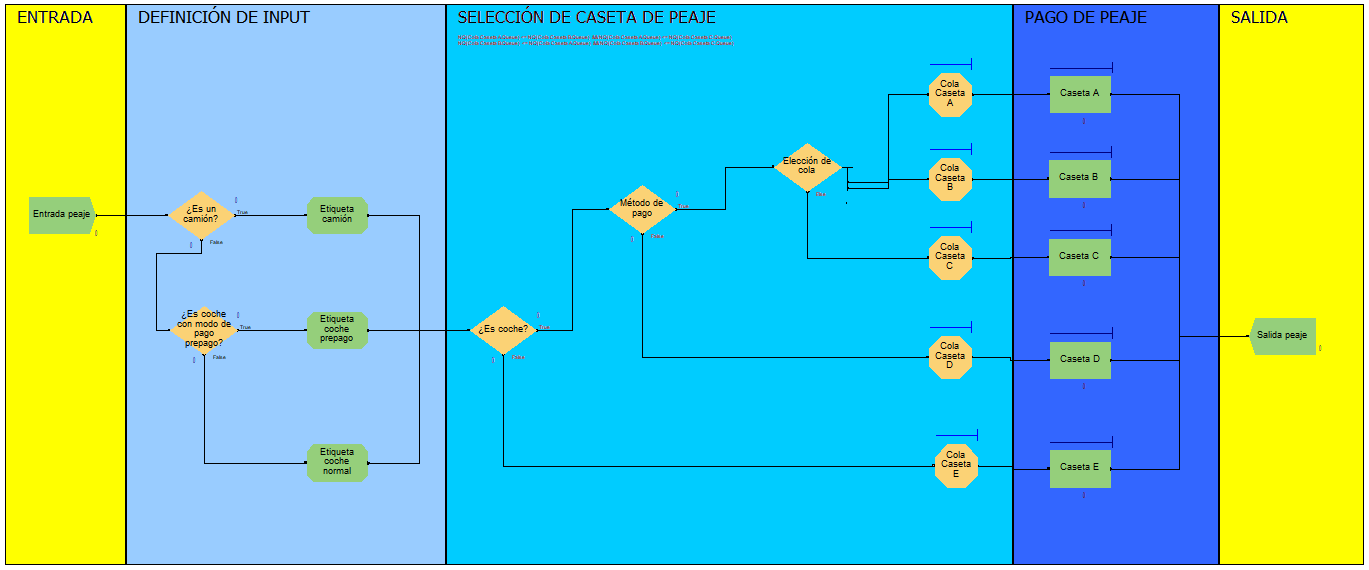 ENTRADA
DEFINICIÓN DE INPUT
SELECCIÓN DE CASETA DE PEAJE
PAGO DE PEAJE
SALIDA
Entrada peaje
¿Es un
camión?
True
False
Etiqueta
camión
¿Es coche
con modo de
pago
prepago?
True
False
Etiqueta
coche
prepago
Etiqueta
coche
normal
¿Es coche?
True
False
Método de
pago
True
False
Elección de
cola
Else
Cola
Caseta
A
Cola
Caseta
B
Cola
Caseta
C
Cola
Caseta
D
Cola
Caseta
E
Caseta A
Caseta B
Caseta C
Caseta D
Caseta E
Salida peaje